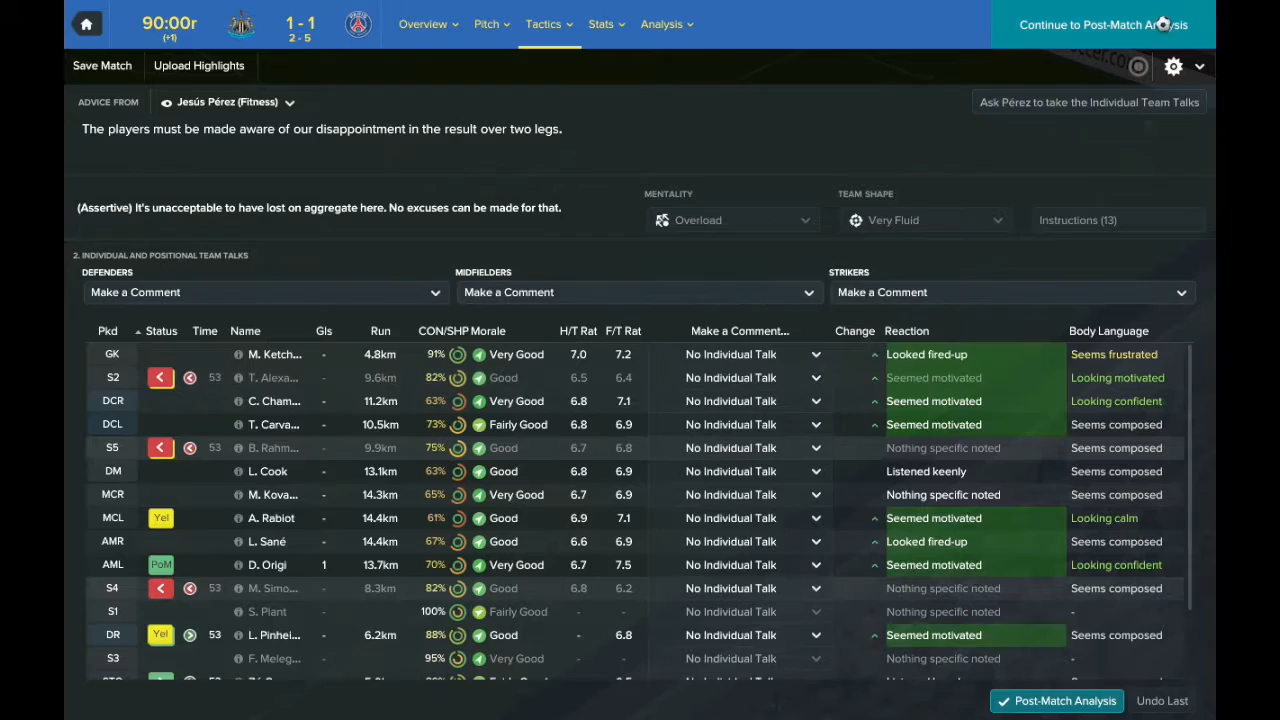 90:00r 1 - 1 Overview Pitch Tactics Stats Analysis Continue to Post-Match Analysis
(+1) 2 - 5
Save Match Upload Highlights
ADVICE FROM Jesús Pérez (Fitness) Ask Pérez to take the Individual Team Talks
The players must be made aware of our disappointment in the result over two legs.
MENTALITY TEAM SHAPE
(Assertive) It's unacceptable to have lost on aggregate here. No excuses can be made for that.
Overload Very Fluid Instructions (13)
2. INDIVIDUAL AND POSITIONAL TEAM TALKS
DEFENDERS MIDFIELDERS STRIKERS
Make a Comment Make a Comment Make a Comment
Pkd Status Time Name Gls Run CON/SHP Morale H/T Rat F/T Rat Make a Comment... Change Reaction Body Language
GK M. Ketch... - 4.8km 91% Very Good 7.0 7.2 No Individual Talk Looked fired-up Seems frustrated
S2 53 T. Alexa... - 9.6km 82% Good 6.5 6.4 No Individual Talk Seemed motivated Looking motivated
DCR C. Cham... - 11.2km 63% Very Good 6.8 7.1 No Individual Talk Seemed motivated Looking confident
DCL T. Carva... - 10.5km 73% Fairly Good 6.8 6.9 No Individual Talk Seemed motivated Seems composed
S5 53 B. Rahm... - 9.9km 75% Good 6.7 6.8 No Individual Talk Nothing specific noted Seems composed
DM L. Cook - 13.1km 63% Good 6.8 6.9 No Individual Talk Listened keenly Seems composed
MCR M. Kova... - 14.3km 65% Very Good 6.7 6.9 No Individual Talk Nothing specific noted Seems composed
MCL Yel A. Rabiot - 14.4km 61% Good 6.9 7.1 No Individual Talk Seemed motivated Looking calm
AMR L. Sané - 14.4km 67% Good 6.6 6.9 No Individual Talk Looked fired-up Seems composed
AML PoM D. Origi 1 13.7km 70% Very Good 6.7 7.5 No Individual Talk Seemed motivated Looking confident
S4 53 M. Simo... - 8.3km 82% Good 6.8 6.2 No Individual Talk Nothing specific noted Seems composed
S1 S. Plant - 100% Fairly Good - - No Individual Talk Nothing specific noted -
DR Yel 53 L. Pinhei... - 6.2km 88% Good - 6.8 No Individual Talk Seemed motivated Seems composed
S3 F. Meleg... - 95% Very Good - - No Individual Talk Nothing specific noted -
Post-Match Analysis Undo Last